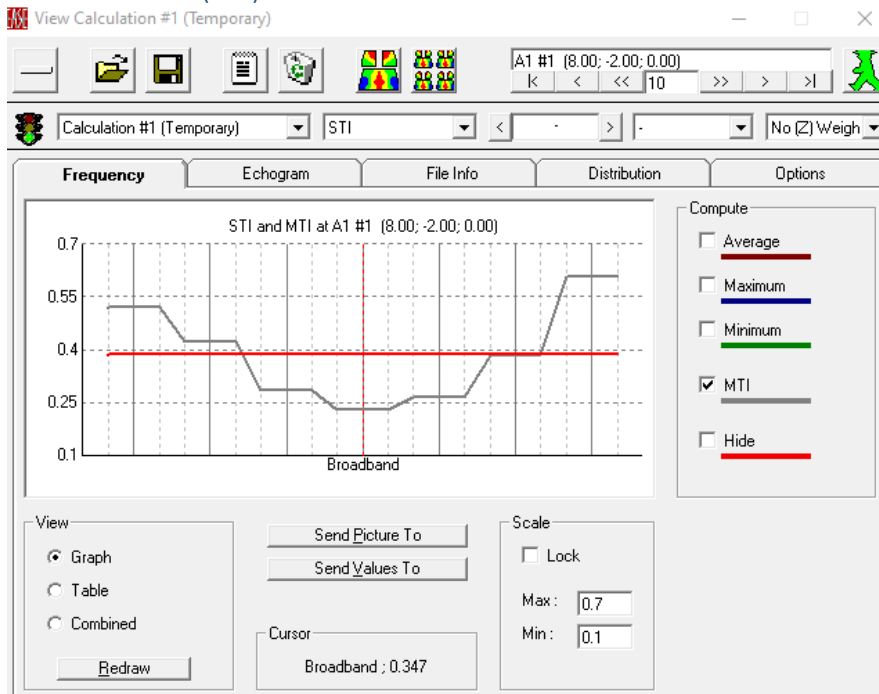 EASE View Calculation #1 (Temporary)
A1 #1 (8.00; -2.00; 0.00)
|< < << 10 >> > >|
Calculation #1 (Temporary) STI < - > - No (Z) Weigh
Frequency Echogram File Info Distribution Options
STI and MTI at A1 #1 (8.00; -2.00; 0.00)
0.7
0.55
0.4
0.25
0.1
Broadband
Compute
Average
Maximum
Minimum
MTI
Hide
View
Graph
Table
Combined
Redraw
Send Picture To
Send Values To
Cursor
Broadband ; 0.347
Scale
Lock
Max : 0.7
Min : 0.1